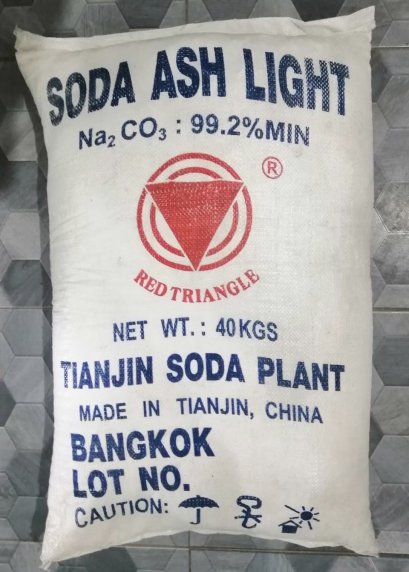 SODA ASH LIGHT
Na₂ CO₃ : 99.2%MIN
®
RED TRIANGLE
NET WT. : 40KGS
TIANJIN SODA PLANT
MADE IN TIANJIN, CHINA
BANGKOK
LOT NO.
CAUTION: